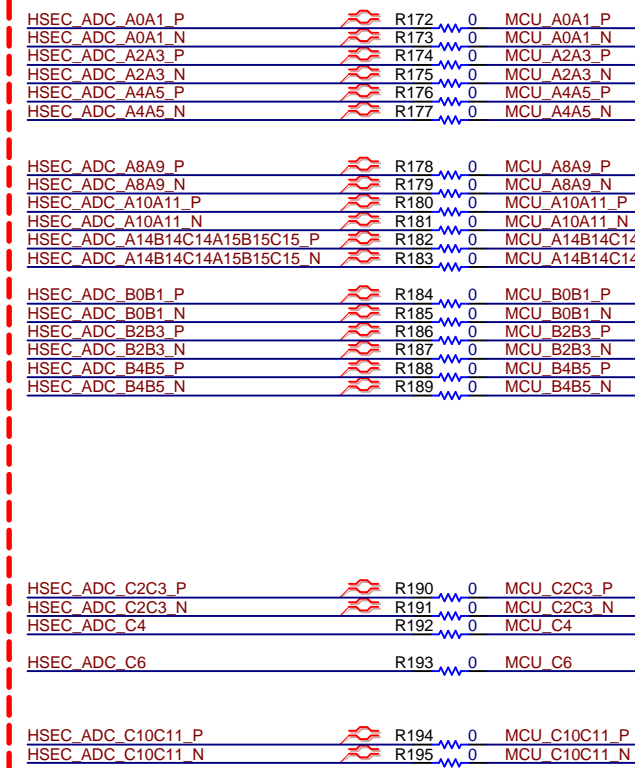 HSEC_ADC_A0A1_P R172 0 MCU_A0A1_P
HSEC_ADC_A0A1_N R173 0 MCU_A0A1_N
HSEC_ADC_A2A3_P R174 0 MCU_A2A3_P
HSEC_ADC_A2A3_N R175 0 MCU_A2A3_N
HSEC_ADC_A4A5_P R176 0 MCU_A4A5_P
HSEC_ADC_A4A5_N R177 0 MCU_A4A5_N
HSEC_ADC_A8A9_P R178 0 MCU_A8A9_P
HSEC_ADC_A8A9_N R179 0 MCU_A8A9_N
HSEC_ADC_A10A11_P R180 0 MCU_A10A11_P
HSEC_ADC_A10A11_N R181 0 MCU_A10A11_N
HSEC_ADC_A14B14C14A15B15C15_P R182 0 MCU_A14B14C14
HSEC_ADC_A14B14C14A15B15C15_N R183 0 MCU_A14B14C14
HSEC_ADC_B0B1_P R184 0 MCU_B0B1_P
HSEC_ADC_B0B1_N R185 0 MCU_B0B1_N
HSEC_ADC_B2B3_P R186 0 MCU_B2B3_P
HSEC_ADC_B2B3_N R187 0 MCU_B2B3_N
HSEC_ADC_B4B5_P R188 0 MCU_B4B5_P
HSEC_ADC_B4B5_N R189 0 MCU_B4B5_N
HSEC_ADC_C2C3_P R190 0 MCU_C2C3_P
HSEC_ADC_C2C3_N R191 0 MCU_C2C3_N
HSEC_ADC_C4 R192 0 MCU_C4
HSEC_ADC_C6 R193 0 MCU_C6
HSEC_ADC_C10C11_P R194 0 MCU_C10C11_P
HSEC_ADC_C10C11_N R195 0 MCU_C10C11_N